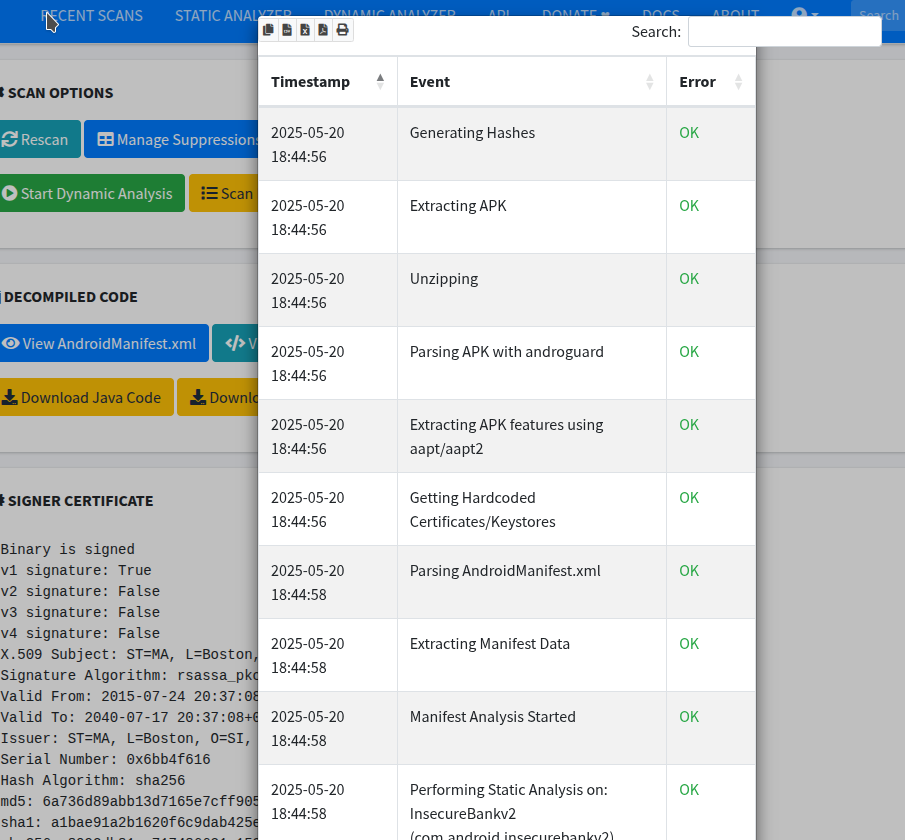 RECENT SCANS STATIC ANALYZER DYNAMIC ANALYZER API DONATE ♥ DOCS ABOUT Search
Search:
Timestamp Event Error
2025-05-20
18:44:56
Generating Hashes
OK
2025-05-20
18:44:56
Extracting APK
OK
2025-05-20
18:44:56
Unzipping
OK
2025-05-20
18:44:56
Parsing APK with androguard
OK
2025-05-20
18:44:56
Extracting APK features using
aapt/aapt2
OK
2025-05-20
18:44:56
Getting Hardcoded
Certificates/Keystores
OK
2025-05-20
18:44:58
Parsing AndroidManifest.xml
OK
2025-05-20
18:44:58
Extracting Manifest Data
OK
2025-05-20
18:44:58
Manifest Analysis Started
OK
2025-05-20
18:44:58
Performing Static Analysis on:
InsecureBankv2
(com.android.insecurebankv2)
OK
SCAN OPTIONS
Rescan
Manage Suppressions
Start Dynamic Analysis
Scan
DECOMPILED CODE
View AndroidManifest.xml
Download Java Code
SIGNER CERTIFICATE
Binary is signed
v1 signature: True
v2 signature: False
v3 signature: False
v4 signature: False
X.509 Subject: ST=MA, L=Boston,
Signature Algorithm: rsassa_pkc
Valid From: 2015-07-24 20:37:08
Valid To: 2040-07-17 20:37:08+0
Issuer: ST=MA, L=Boston, O=SI,
Serial Number: 0x6bb4f616
Hash Algorithm: sha256
md5: 6a736d89abb13d7165e7cff905
sha1: a1bae91a2b1620f6c9dab425e